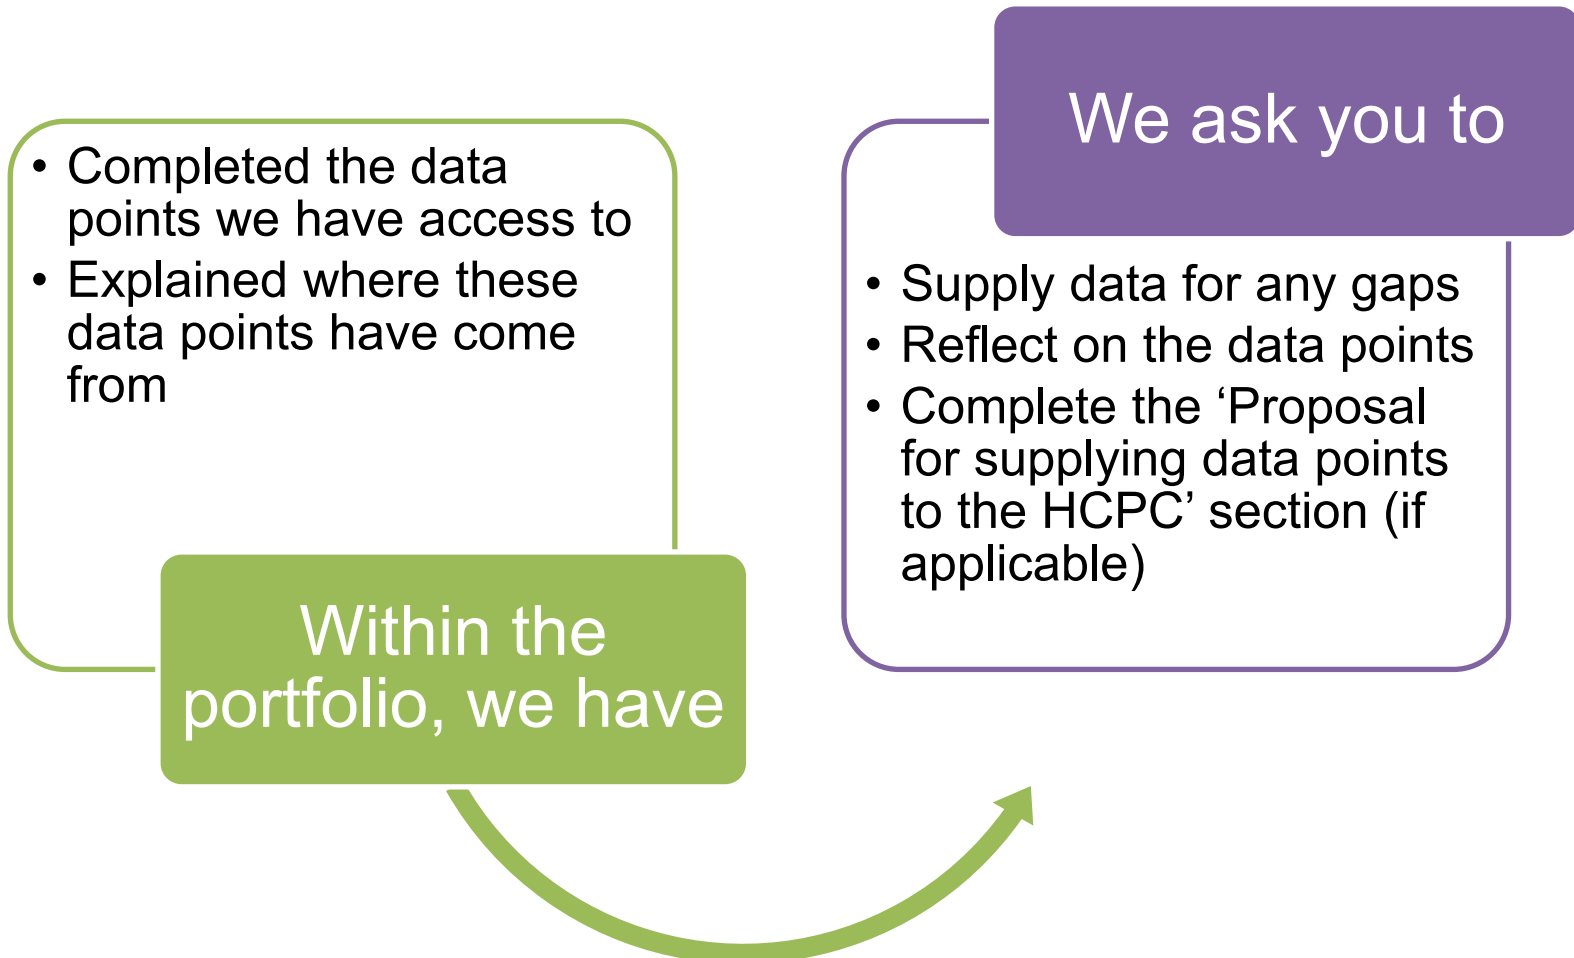 • Completed the data
points we have access to
• Explained where these
data points have come
from
Within the
portfolio, we have
We ask you to
• Supply data for any gaps
• Reflect on the data points
• Complete the ‘Proposal
for supplying data points
to the HCPC’ section (if
applicable)